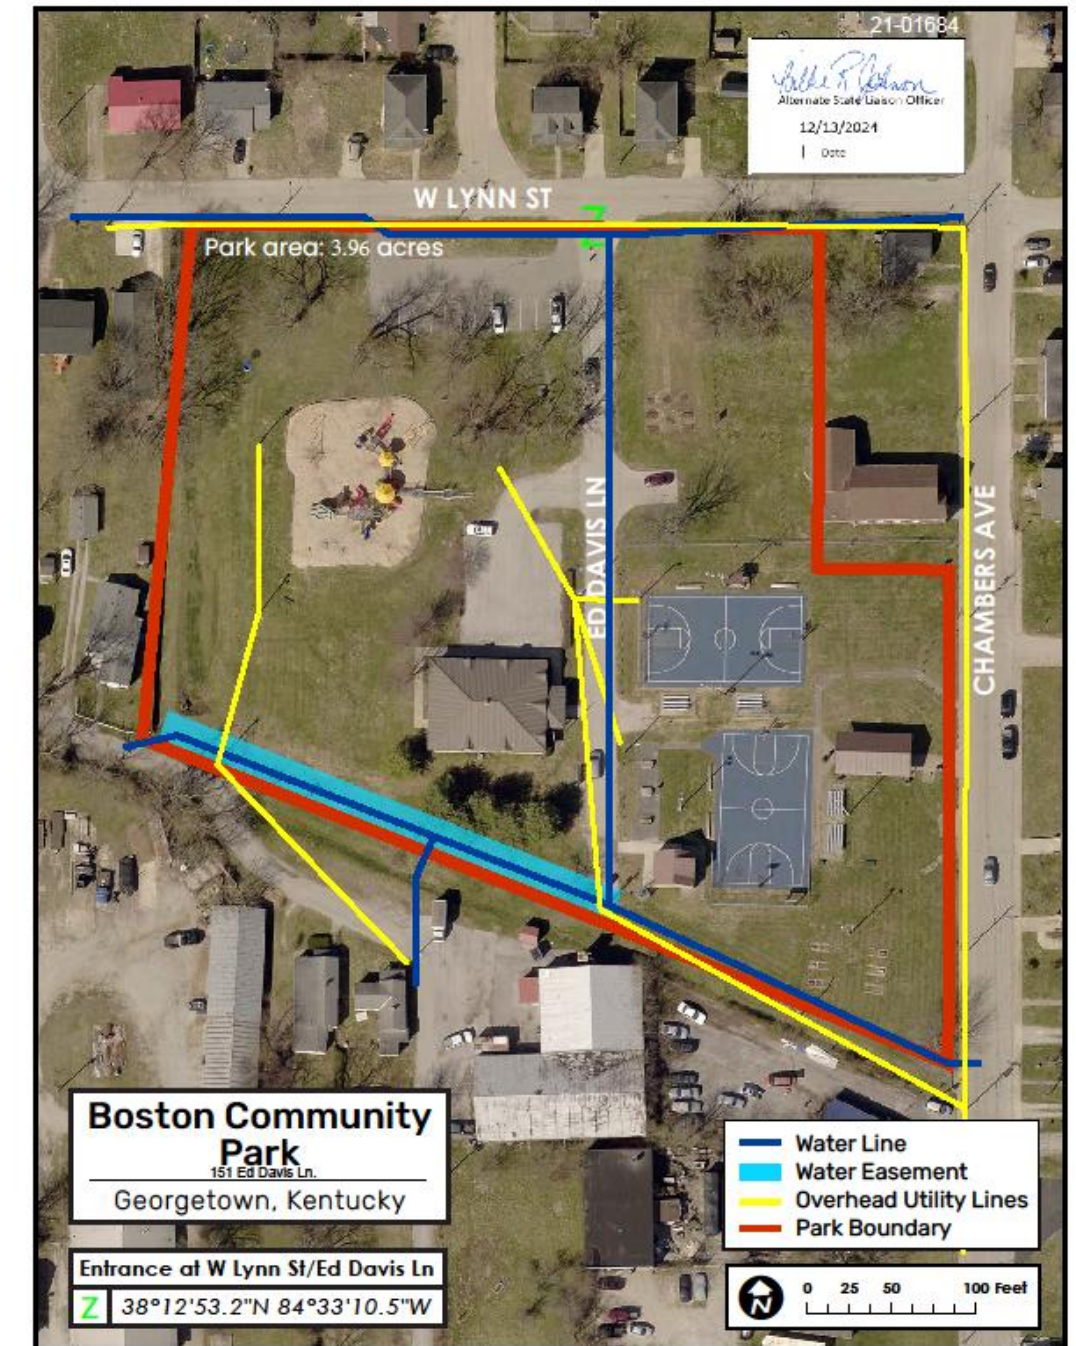 21-01684
Alternate State Liaison Officer
12/13/2024
Date
W LYNN ST
Z
Park area: 3.96 acres
ED DAVIS LN
CHAMBERS AVE
Boston Community
Park
151 Ed Davis Ln.
Georgetown, Kentucky
Entrance at W Lynn St/Ed Davis Ln
Z 38°12'53.2"N 84°33'10.5"W
Water Line
Water Easement
Overhead Utility Lines
Park Boundary
N
0 25 50 100 Feet